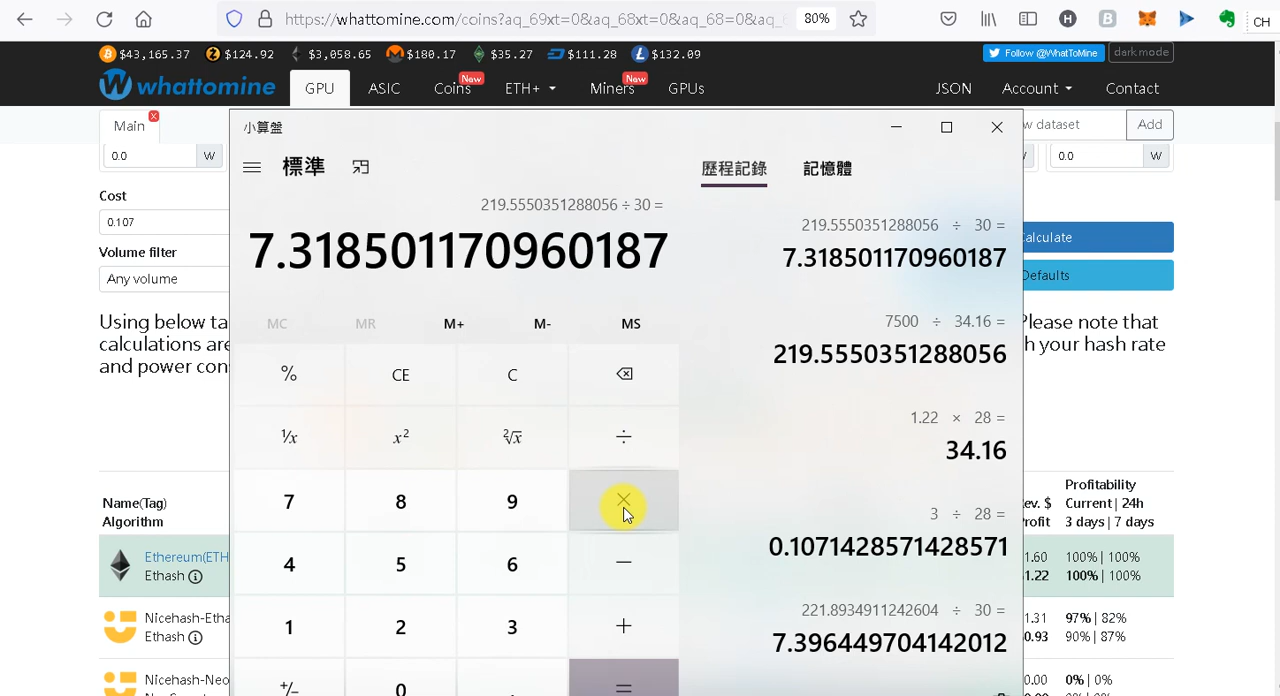 https://whattomine.com/coins?aq_69xt=0&aq_68xt=0&aq_68=0&aq_ 80% CH
$43,165.37 $124.92 $3,058.65 $180.17 $35.27 $111.28 $132.09 Follow @WhatToMine dark mode
whattomine GPU ASIC Coins New ETH+ Miners New GPUs JSON Account Contact
Main w dataset Add
小算盤
0.0 W 0.0 W
標準 歷程記錄 記憶體
Cost
219.5550351288056 ÷ 30 =
7.318501170960187
0.107
Volume filter
Any volume
Calculate
Defaults
219.5550351288056 ÷ 30 =
7.318501170960187
7500 ÷ 34.16 =
219.5550351288056
1.22 × 28 =
34.16
3 ÷ 28 =
0.1071428571428571
221.8934911242604 ÷ 30 =
7.396449704142012
MC MR M+ M- MS
% CE C
¹/x x² ²√x ÷
7 8 9 ×
4 5 6 −
1 2 3 +
+/− 0 . =
Using below ta
calculations are
and power con
Please note that
h your hash rate
Name(Tag)
Algorithm
ev. $
rofit
Profitability
Current | 24h
3 days | 7 days
Ethereum(ETH
Ethash
1.60 100% | 100%
1.22 100% | 100%
Nicehash-Etha
Ethash
1.31 97% | 82%
0.93 90% | 87%
Nicehash-Neo
0.00 0% | 0%